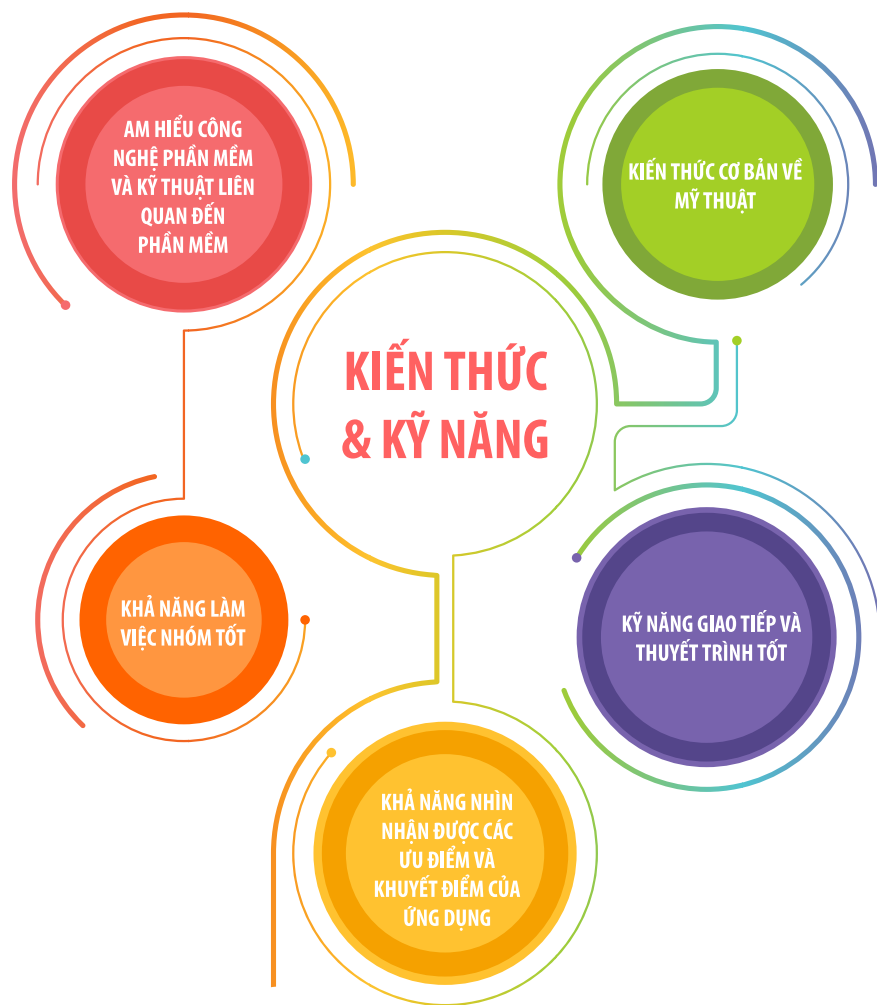 AM HIỂU CÔNG
NGHỆ PHẦN MỀM
VÀ KỸ THUẬT LIÊN
QUAN ĐẾN
PHẦN MỀM
KIẾN THỨC CƠ BẢN VỀ
MỸ THUẬT
KIẾN THỨC
& KỸ NĂNG
KHẢ NĂNG LÀM
VIỆC NHÓM TỐT
KỸ NĂNG GIAO TIẾP VÀ
THUYẾT TRÌNH TỐT
KHẢ NĂNG NHÌN
NHẬN ĐƯỢC CÁC
ƯU ĐIỂM VÀ
KHUYẾT ĐIỂM CỦA
ỨNG DỤNG